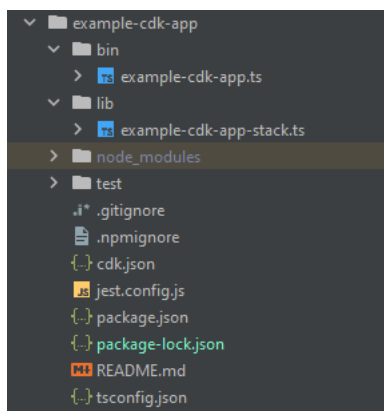 example-cdk-app
bin
TS example-cdk-app.ts
lib
TS example-cdk-app-stack.ts
node_modules
test
.i* .gitignore
.npmignore
{..} cdk.json
JS jest.config.js
{..} package.json
{..} package-lock.json
M↓ README.md
{..} tsconfig.json